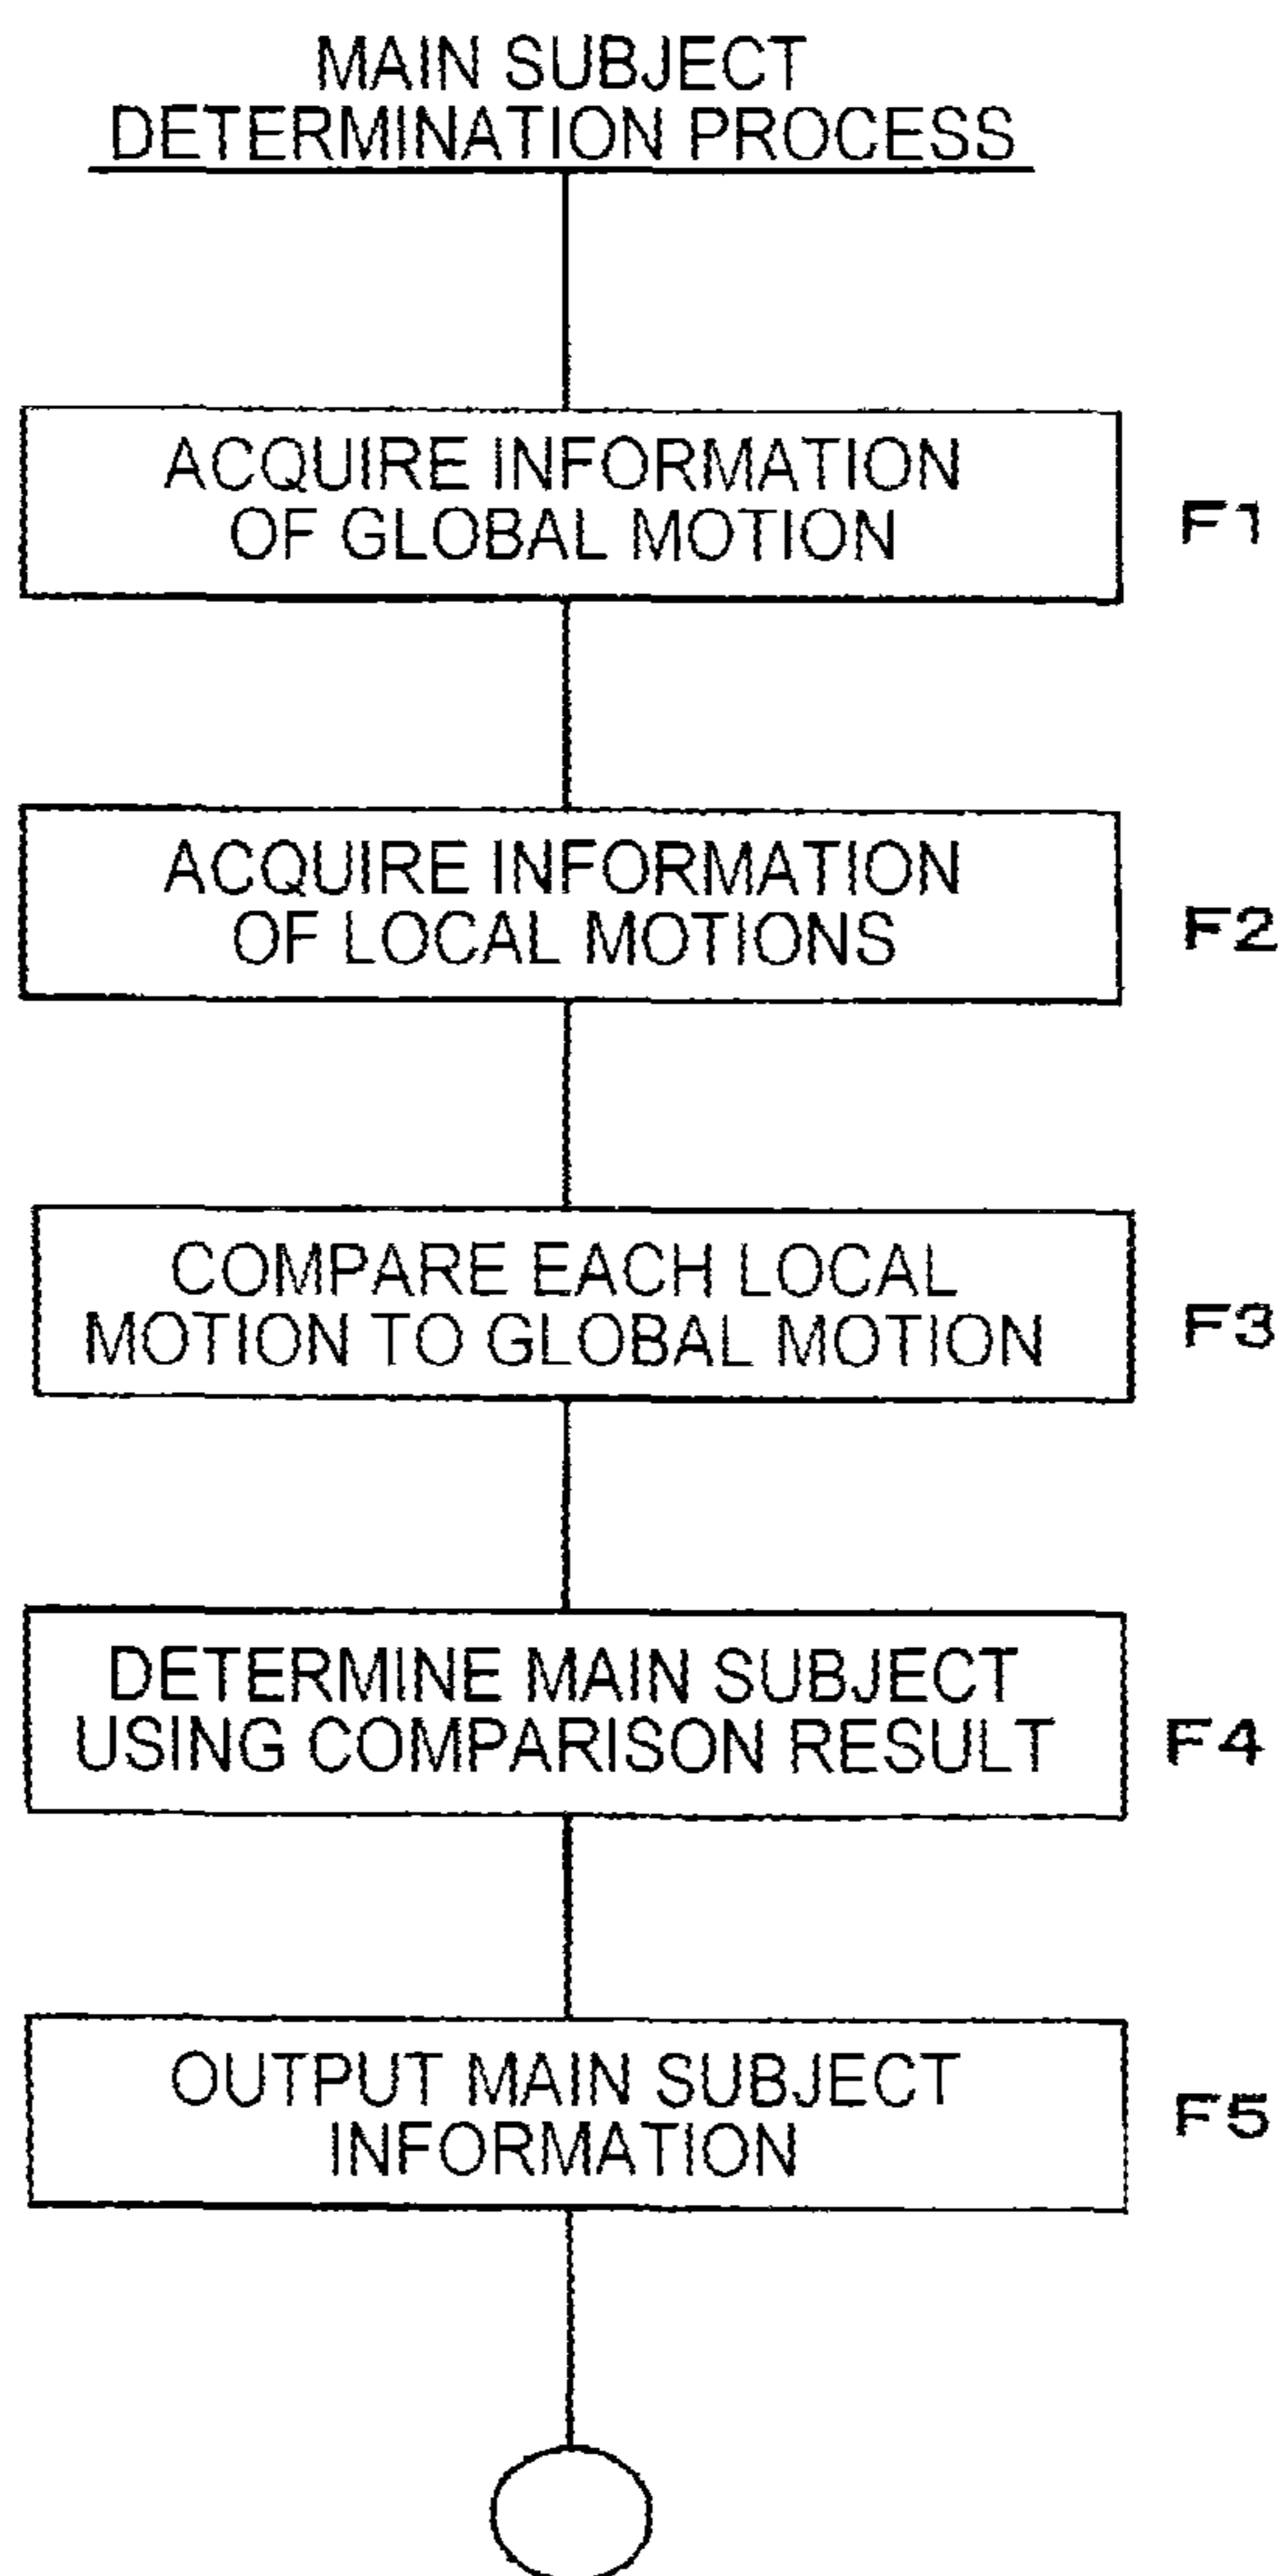 MAIN SUBJECT
DETERMINATION PROCESS
ACQUIRE INFORMATION
OF GLOBAL MOTION
F1
ACQUIRE INFORMATION
OF LOCAL MOTIONS
F2
COMPARE EACH LOCAL
MOTION TO GLOBAL MOTION
F3
DETERMINE MAIN SUBJECT
USING COMPARISON RESULT
F4
OUTPUT MAIN SUBJECT
INFORMATION
F5